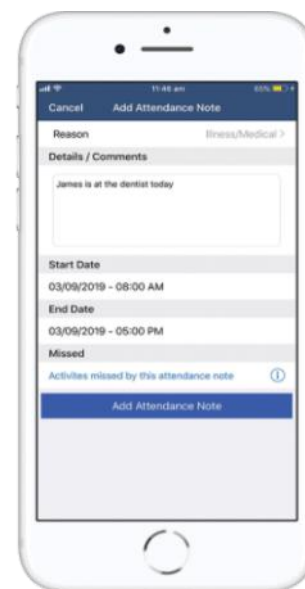 11:46 am
65%
Cancel
Add Attendance Note
Reason
Illness/Medical >
Details / Comments
James is at the dentist today
Start Date
03/09/2019 - 08:00 AM
End Date
03/09/2019 - 05:00 PM
Missed
Activites missed by this attendance note
Add Attendance Note